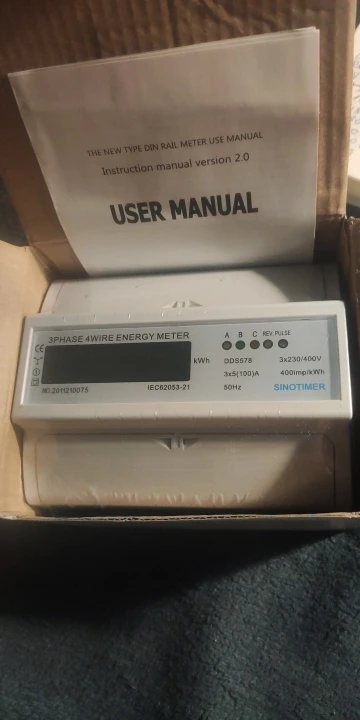 THE NEW TYPE DIN RAIL METER USE MANUAL
Instruction manual version 2.0
USER MANUAL
3PHASE 4WIRE ENERGY METER
A B C REV. PULSE
CE
kWh
DDS578
3x230/400V
3x5(100)A
400imp/kWh
NO.2011210075
IEC62053-21
50Hz
SINOTIMER